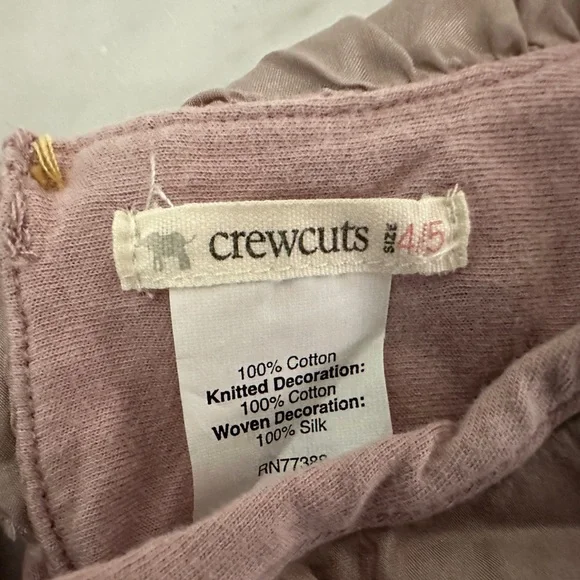 crewcuts SIZE 4/5
100% Cotton
Knitted Decoration:
100% Cotton
Woven Decoration:
100% Silk